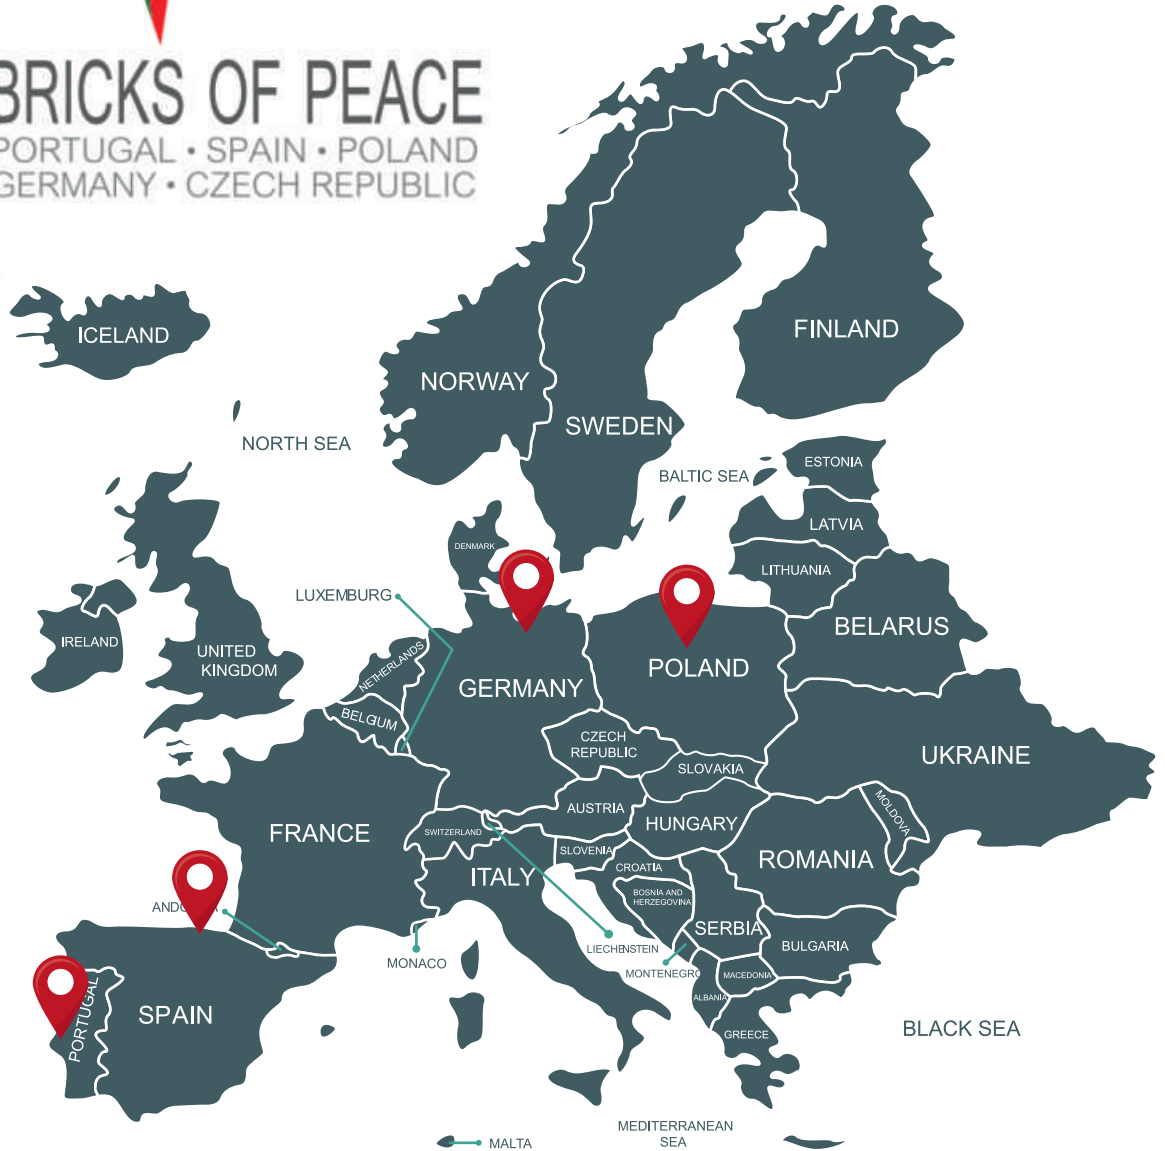 BRICKS OF PEACE
PORTUGAL • SPAIN • POLAND
GERMANY • CZECH REPUBLIC
ICELAND
FINLAND
NORWAY
SWEDEN
NORTH SEA
ESTONIA
BALTIC SEA
LATVIA
DENMARK
LITHUANIA
LUXEMBURG
BELARUS
IRELAND
UNITED
KINGDOM
NETHERLANDS
POLAND
GERMANY
BELGIUM
CZECH
REPUBLIC
UKRAINE
SLOVAKIA
AUSTRIA
MOLDOVA
HUNGARY
FRANCE
SWITZERLAND
SLOVENIA
ROMANIA
CROATIA
ITALY
BOSNIA AND
HERZEGOVINA
SERBIA
BULGARIA
LIECHENSTEIN
MONACO
MONTENEGRO
MACEDONIA
ALBANIA
SPAIN
PORTUGAL
GREECE
BLACK SEA
MEDITERRANEAN
SEA
MALTA